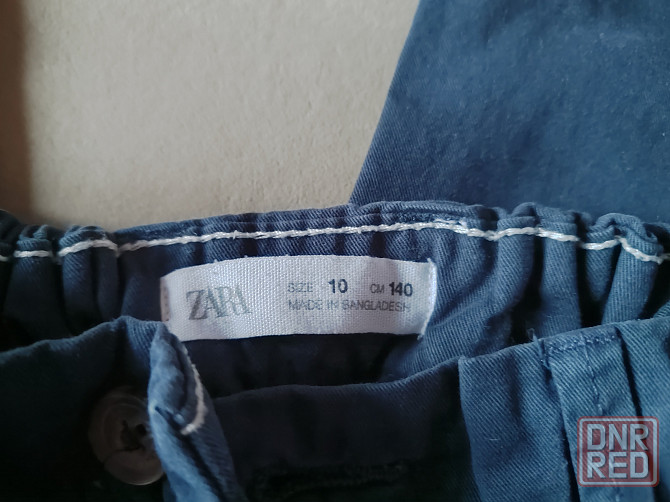 ZARA
SIZE 10 CM 140
MADE IN BANGLADESH
DNR
RED